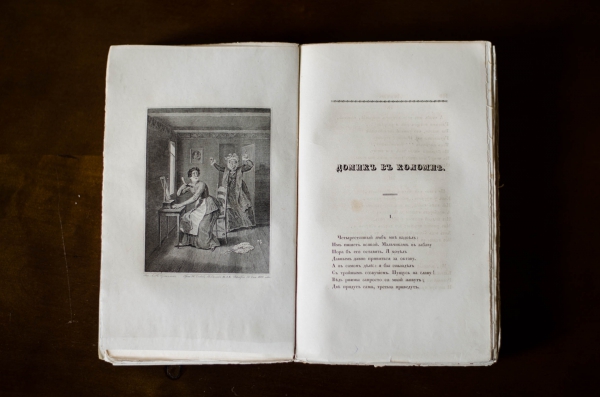 ДОМИКЪ ВЪ КОЛОМНѢ.
I
Четырестопный ямбъ мнѣ надоѣлъ:
Имъ пишетъ всякой. Мальчикамъ въ забаву
Пора бъ его оставить. Я хотѣлъ
Давнымъ давно приняться за октаву.
А въ самомъ дѣлѣ: я бы совладѣлъ
Съ тройнымъ созвучіемъ. Пущусь на славу!
Вѣдь рифмы запросто со мной живутъ;
Двѣ придутъ сами, третью приведутъ.